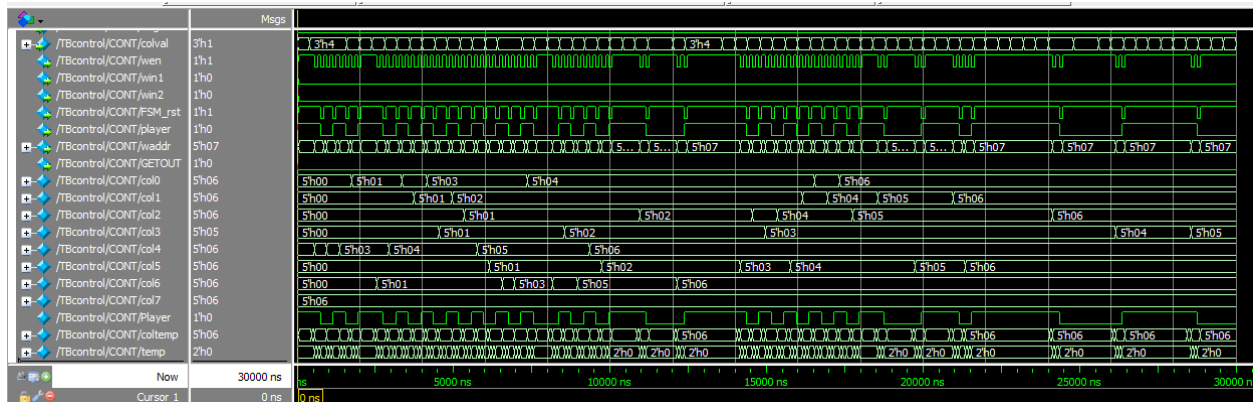 Msgs
/TBcontrol/CONT/colval 3'h1 3'h4 3'h4
/TBcontrol/CONT/wen 1'h1
/TBcontrol/CONT/win1 1'h0
/TBcontrol/CONT/win2 1'h0
/TBcontrol/CONT/FSM_rst 1'h1
/TBcontrol/CONT/player 1'h0
/TBcontrol/CONT/waddr 5'h07 5... 5... 5'h07 5... 5... 5'h07 5'h07 5'h07 5'h07
/TBcontrol/CONT/GETOUT 1'h0
/TBcontrol/CONT/col0 5'h06 5'h00 5'h01 5'h03 5'h04 5'h06
/TBcontrol/CONT/col1 5'h06 5'h00 5'h01 5'h02 5'h04 5'h05 5'h06
/TBcontrol/CONT/col2 5'h06 5'h00 5'h01 5'h02 5'h04 5'h05 5'h06
/TBcontrol/CONT/col3 5'h05 5'h00 5'h01 5'h02 5'h03 5'h04 5'h05
/TBcontrol/CONT/col4 5'h06 5'h03 5'h04 5'h05 5'h06
/TBcontrol/CONT/col5 5'h06 5'h00 5'h01 5'h02 5'h03 5'h04 5'h05 5'h06
/TBcontrol/CONT/col6 5'h06 5'h00 5'h01 5'h03 5'h05 5'h06
/TBcontrol/CONT/col7 5'h06 5'h06
/TBcontrol/CONT/Player 1'h0
/TBcontrol/CONT/coltemp 5'h06 5'h06 5'h06 5'h06 5'h06 5'h06
/TBcontrol/CONT/temp 2'h0 2'h0 2'h0 2'h0 2'h0 2'h0 2'h0 2'h0 2'h0 2'h0
Now 30000 ns 5000 ns 10000 ns 15000 ns 20000 ns 25000 ns
Cursor 1 0 ns 0 ns